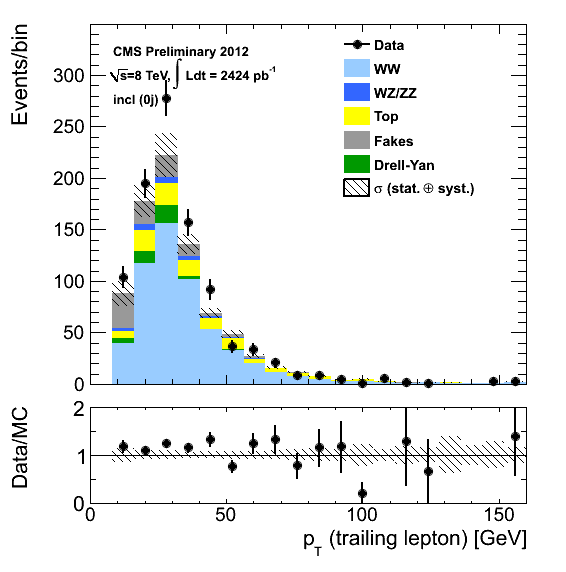 Events/bin
350
300
250
200
150
100
50
0
CMS Preliminary 2012
√s=8 TeV, ∫ Ldt = 2424 pb⁻¹
incl (0j)
Data
WW
WZ/ZZ
Top
Fakes
Drell-Yan
σ (stat. ⊕ syst.)
Data/MC
2
1
0
0 50 100 150
p_T (trailing lepton) [GeV]